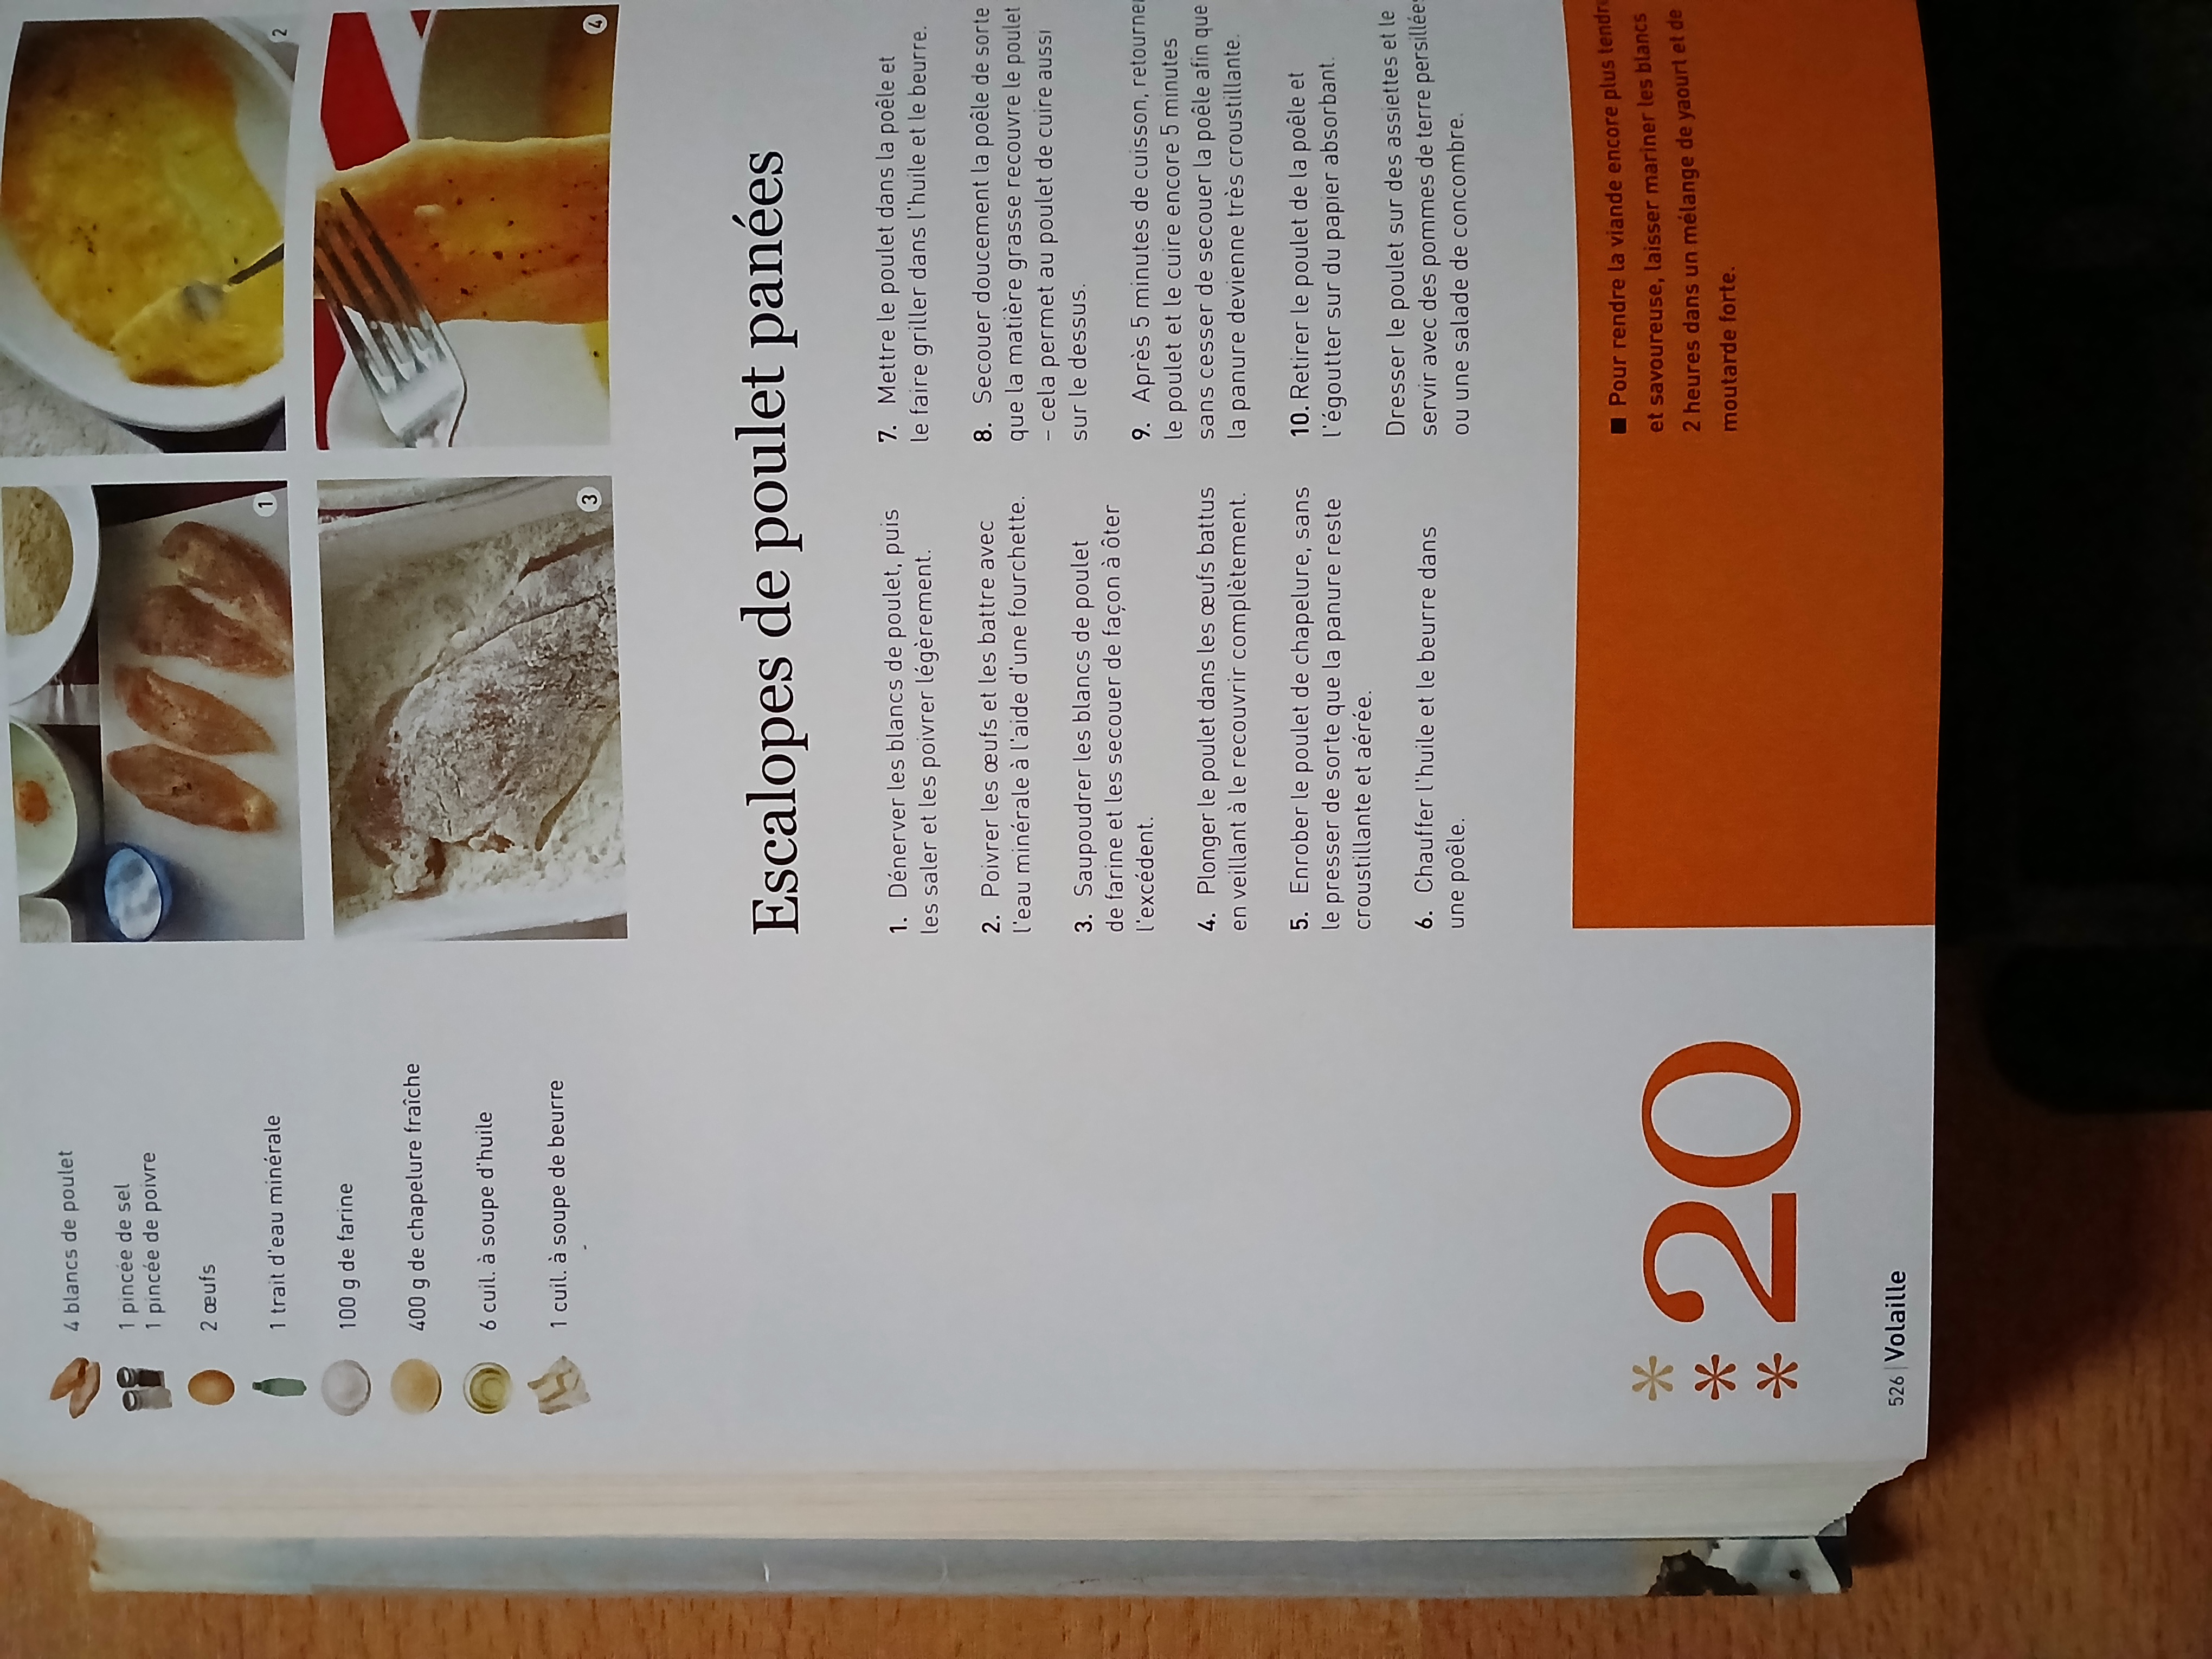 4 blancs de poulet
1 pincée de sel
1 pincée de poivre
2 œufs
1 trait d'eau minérale
100 g de farine
400 g de chapelure fraîche
6 cuil. à soupe d'huile
1 cuil. à soupe de beurre
1
2
3
4
Escalopes de poulet panées
1. Dénerver les blancs de poulet, puis
les saler et les poivrer légèrement.
2. Poivrer les œufs et les battre avec
l'eau minérale à l'aide d'une fourchette.
3. Saupoudrer les blancs de poulet
de farine et les secouer de façon à ôter
l'excédent.
4. Plonger le poulet dans les œufs battus
en veillant à le recouvrir complètement.
5. Enrober le poulet de chapelure, sans
le presser de sorte que la panure reste
croustillante et aérée.
6. Chauffer l'huile et le beurre dans
une poêle.
7. Mettre le poulet dans la poêle et
le faire griller dans l'huile et le beurre.
8. Secouer doucement la poêle de sorte
que la matière grasse recouvre le poulet
– cela permet au poulet de cuire aussi
sur le dessus.
9. Après 5 minutes de cuisson, retourner
le poulet et le cuire encore 5 minutes
sans cesser de secouer la poêle afin que
la panure devienne très croustillante.
10. Retirer le poulet de la poêle et
l'égoutter sur du papier absorbant.
Dresser le poulet sur des assiettes et le
servir avec des pommes de terre persillées
ou une salade de concombre.
■ Pour rendre la viande encore plus tendre
et savoureuse, laisser mariner les blancs
2 heures dans un mélange de yaourt et de
moutarde forte.
20
526 | Volaille